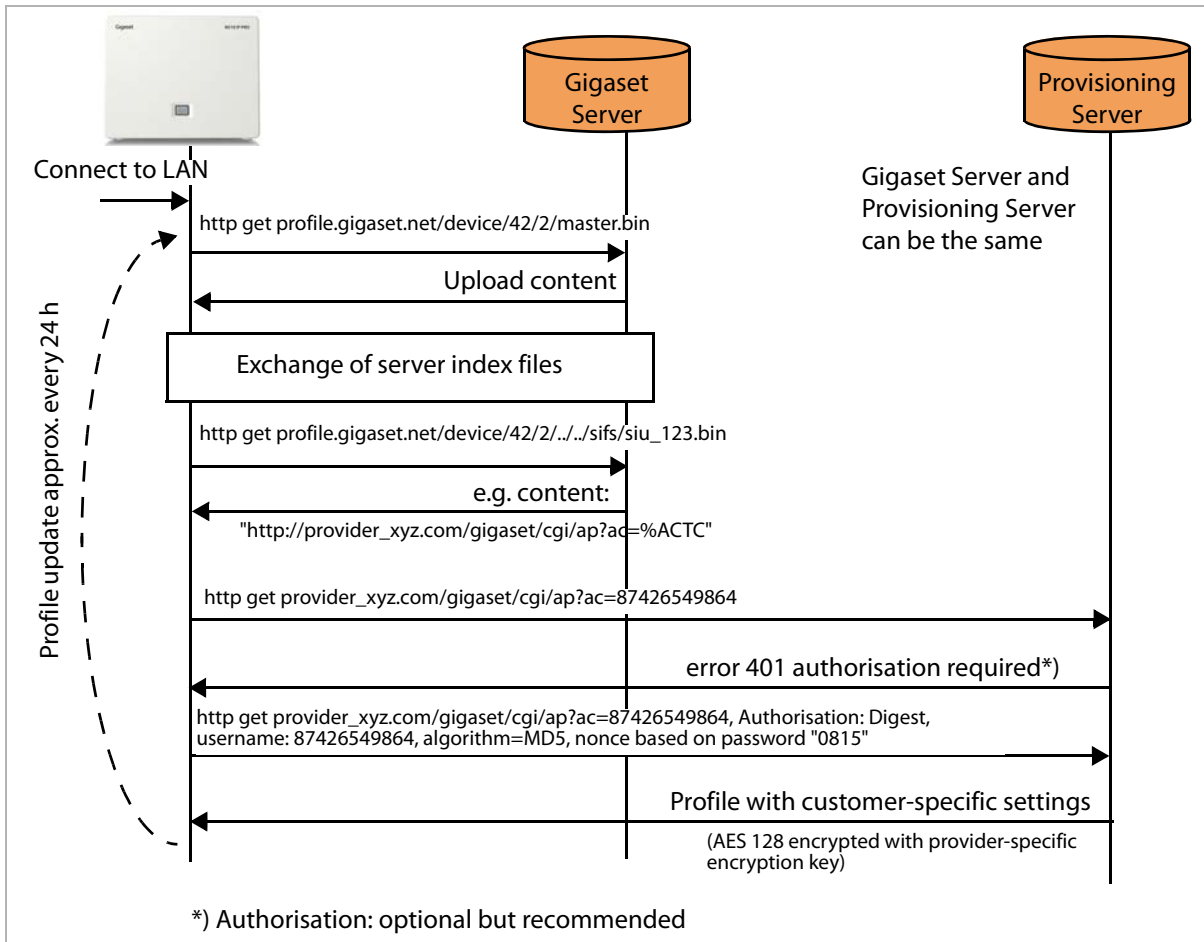 Gigaset
Gigaset
Server
Provisioning
Server
Connect to LAN
Gigaset Server and
Provisioning Server
can be the same
http get profile.gigaset.net/device/42/2/master.bin
Upload content
Profile update approx. every 24 h
Exchange of server index files
http get profile.gigaset.net/device/42/2/../../sifs/siu_123.bin
e.g. content:
"http://provider_xyz.com/gigaset/cgi/ap?ac=%ACTC"
http get provider_xyz.com/gigaset/cgi/ap?ac=87426549864
error 401 authorisation required*)
http get provider_xyz.com/gigaset/cgi/ap?ac=87426549864, Authorisation: Digest,
username: 87426549864, algorithm=MD5, nonce based on password "0815"
Profile with customer-specific settings
(AES 128 encrypted with provider-specific
encryption key)
*) Authorisation: optional but recommended